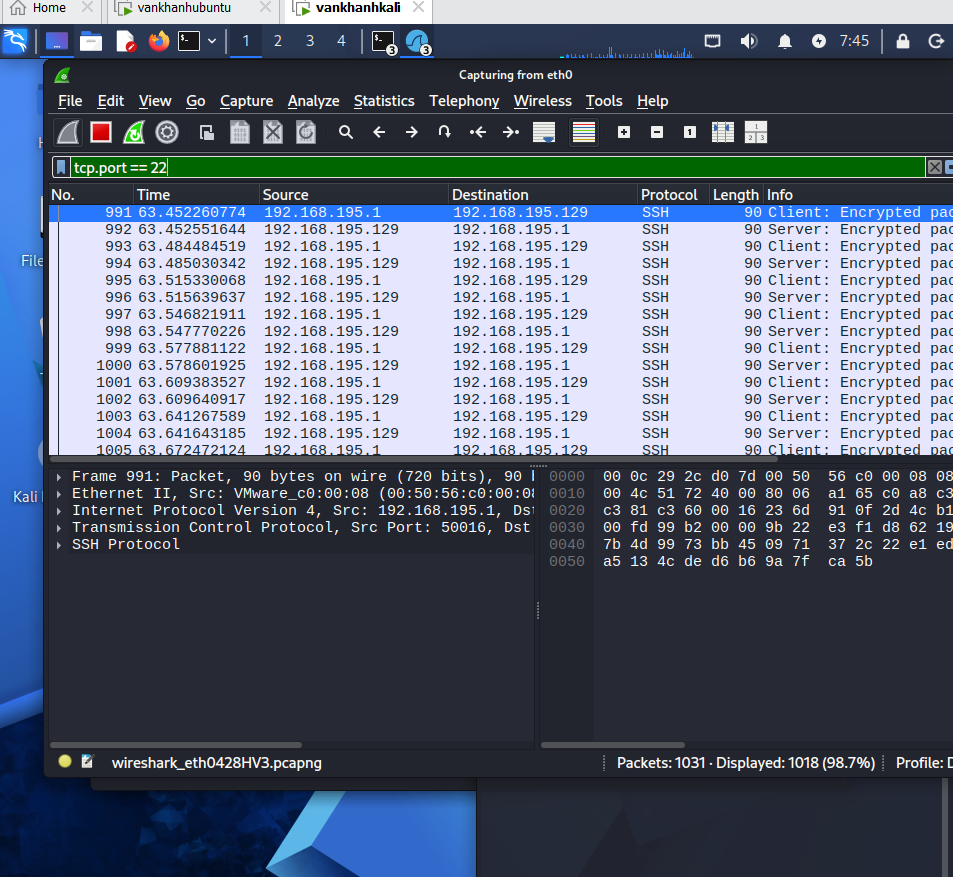 Home vankhanhubuntu vankhanhkali
1 2 3 4 3 3 7:45
Capturing from eth0
File Edit View Go Capture Analyze Statistics Telephony Wireless Tools Help
tcp.port == 22
No. Time Source Destination Protocol Length Info
991 63.452260774 192.168.195.1 192.168.195.129 SSH 90 Client: Encrypted pac
992 63.452551644 192.168.195.129 192.168.195.1 SSH 90 Server: Encrypted pac
993 63.484484519 192.168.195.1 192.168.195.129 SSH 90 Client: Encrypted pac
994 63.485030342 192.168.195.129 192.168.195.1 SSH 90 Server: Encrypted pac
995 63.515330068 192.168.195.1 192.168.195.129 SSH 90 Client: Encrypted pac
996 63.515639637 192.168.195.129 192.168.195.1 SSH 90 Server: Encrypted pac
997 63.546821911 192.168.195.1 192.168.195.129 SSH 90 Client: Encrypted pac
998 63.547770226 192.168.195.129 192.168.195.1 SSH 90 Server: Encrypted pac
999 63.577881122 192.168.195.1 192.168.195.129 SSH 90 Client: Encrypted pac
1000 63.578601925 192.168.195.129 192.168.195.1 SSH 90 Server: Encrypted pac
1001 63.609383527 192.168.195.1 192.168.195.129 SSH 90 Client: Encrypted pac
1002 63.609640917 192.168.195.129 192.168.195.1 SSH 90 Server: Encrypted pac
1003 63.641267589 192.168.195.1 192.168.195.129 SSH 90 Client: Encrypted pac
1004 63.641643185 192.168.195.129 192.168.195.1 SSH 90 Server: Encrypted pac
1005 63.672472124 192.168.195.1 192.168.195.129 SSH 90 Client: Encrypted pac
File
Kali
Frame 991: Packet, 90 bytes on wire (720 bits), 90 b
Ethernet II, Src: VMware_c0:00:08 (00:50:56:c0:00:08
Internet Protocol Version 4, Src: 192.168.195.1, Dst
Transmission Control Protocol, Src Port: 50016, Dst
SSH Protocol
0000 00 0c 29 2c d0 7d 00 50 56 c0 00 08 08
0010 00 4c 51 72 40 00 80 06 a1 65 c0 a8 c3
0020 c3 81 c3 60 00 16 23 6d 91 0f 2d 4c b1
0030 00 fd 99 b2 00 00 9b 22 e3 f1 d8 62 19
0040 7b 4d 99 73 bb 45 09 71 37 2c 22 e1 ed
0050 a5 13 4c de d6 b6 9a 7f ca 5b
wireshark_eth0428HV3.pcapng Packets: 1031 · Displayed: 1018 (98.7%) Profile: D